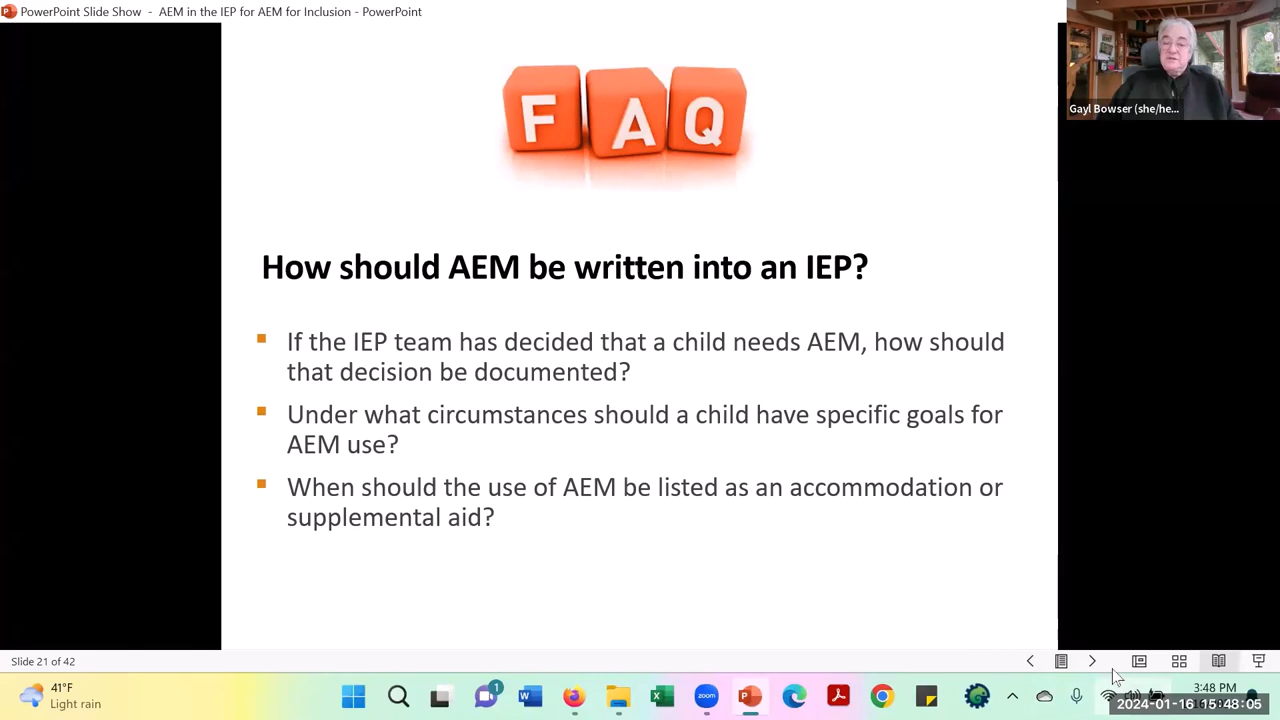 PowerPoint Slide Show - AEM in the IEP for AEM for Inclusion - PowerPoint
Gayl Bowser (she/he...
F A Q
How should AEM be written into an IEP?
If the IEP team has decided that a child needs AEM, how should
that decision be documented?
Under what circumstances should a child have specific goals for
AEM use?
When should the use of AEM be listed as an accommodation or
supplemental aid?
Slide 21 of 42
41°F
Light rain
1
zoom
3:48 PM
2024-01-16 15:48:05